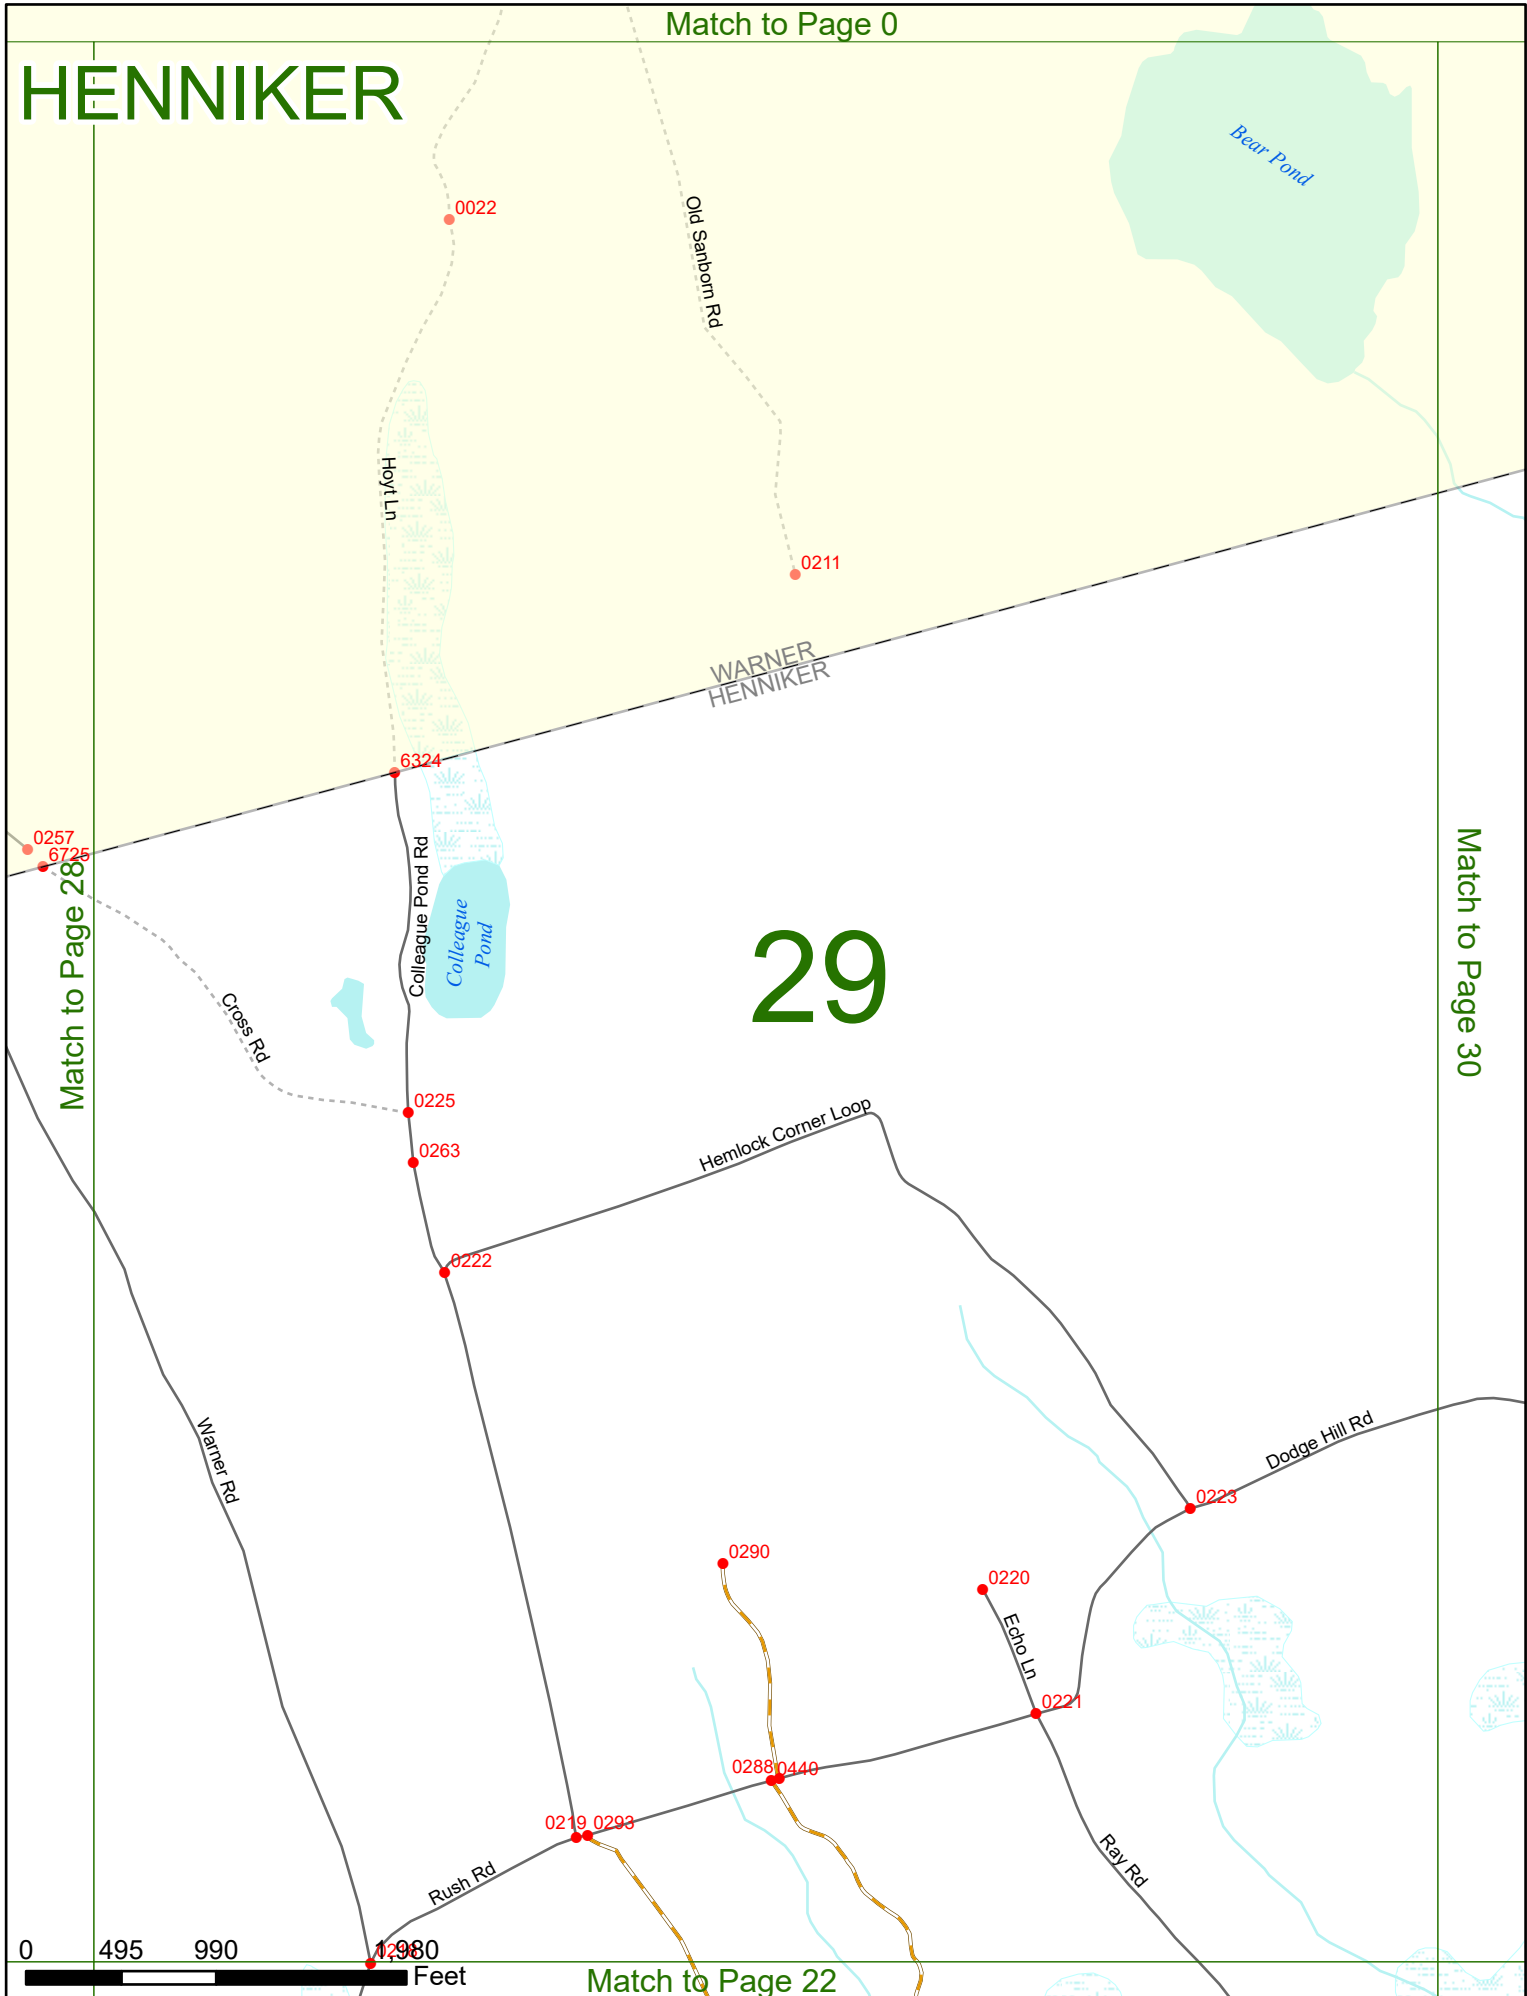 Match to Page 0
HENNIKER
Bear Pond
0022
Old Sanborn Rd
Hoyt Ln
0211
WARNER
HENNIKER
6324
0257
6725
Match to Page 28
Colleague Pond Rd
Colleague
Pond
29
Match to Page 30
Cross Rd
0225
Hemlock Corner Loop
0263
0222
Warner Rd
Dodge Hill Rd
0223
0290
0220
Echo Ln
0221
0288
0440
0219
0293
Ray Rd
Rush Rd
0218
0 495 990 1,980
Feet
Match to Page 22